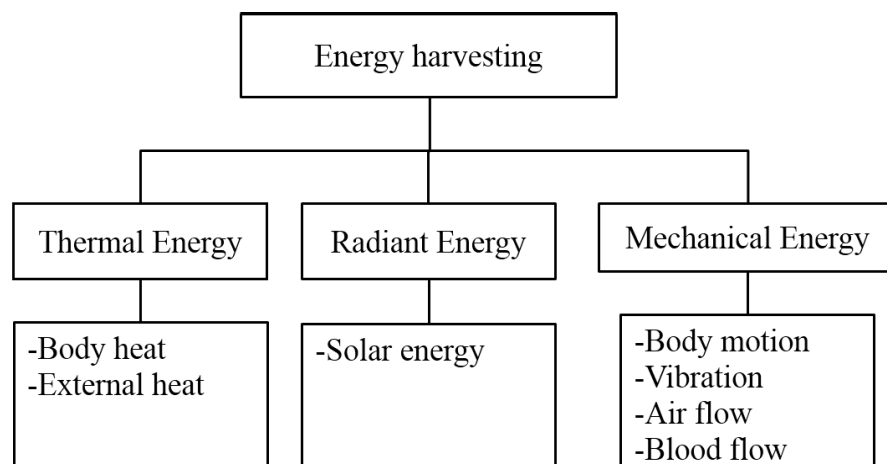 Energy harvesting
Thermal Energy
Radiant Energy
Mechanical Energy
-Body heat
-External heat
-Solar energy
-Body motion
-Vibration
-Air flow
-Blood flow